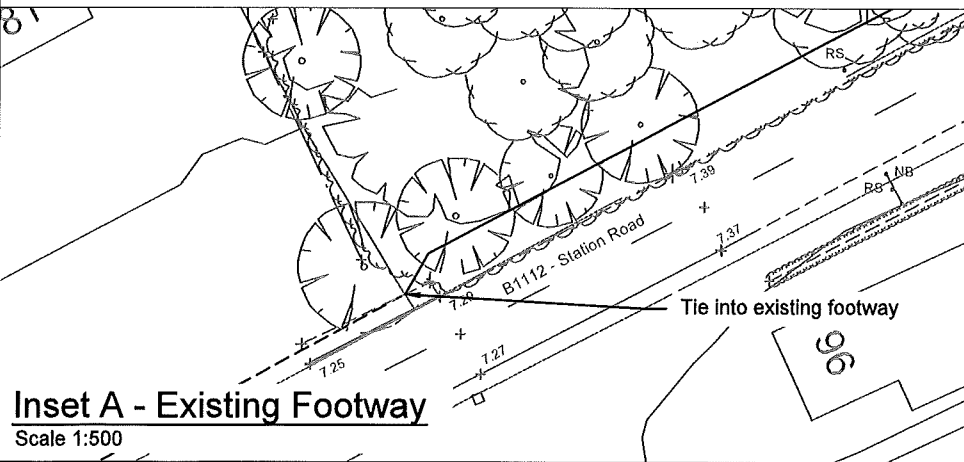 RS
7.39
NB
RS
B1112 - Station Road
7.37
7.29
Tie into existing footway
7.27
7.25
96
Inset A - Existing Footway
Scale 1:500